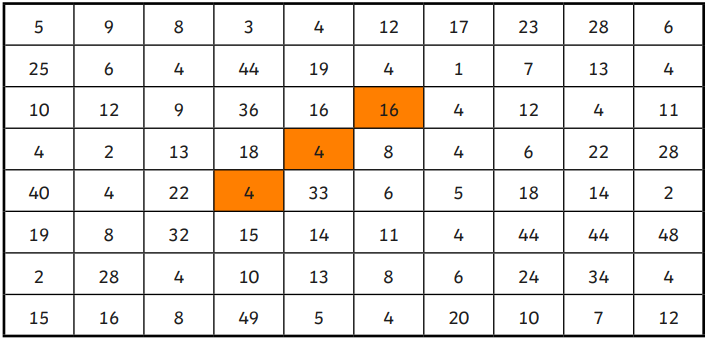 5 9 8 3 4 12 17 23 28 6
25 6 4 44 19 4 1 7 13 4
10 12 9 36 16 16 4 12 4 11
4 2 13 18 4 8 4 6 22 28
40 4 22 4 33 6 5 18 14 2
19 8 32 15 14 11 4 44 44 48
2 28 4 10 13 8 6 24 34 4
15 16 8 49 5 4 20 10 7 12